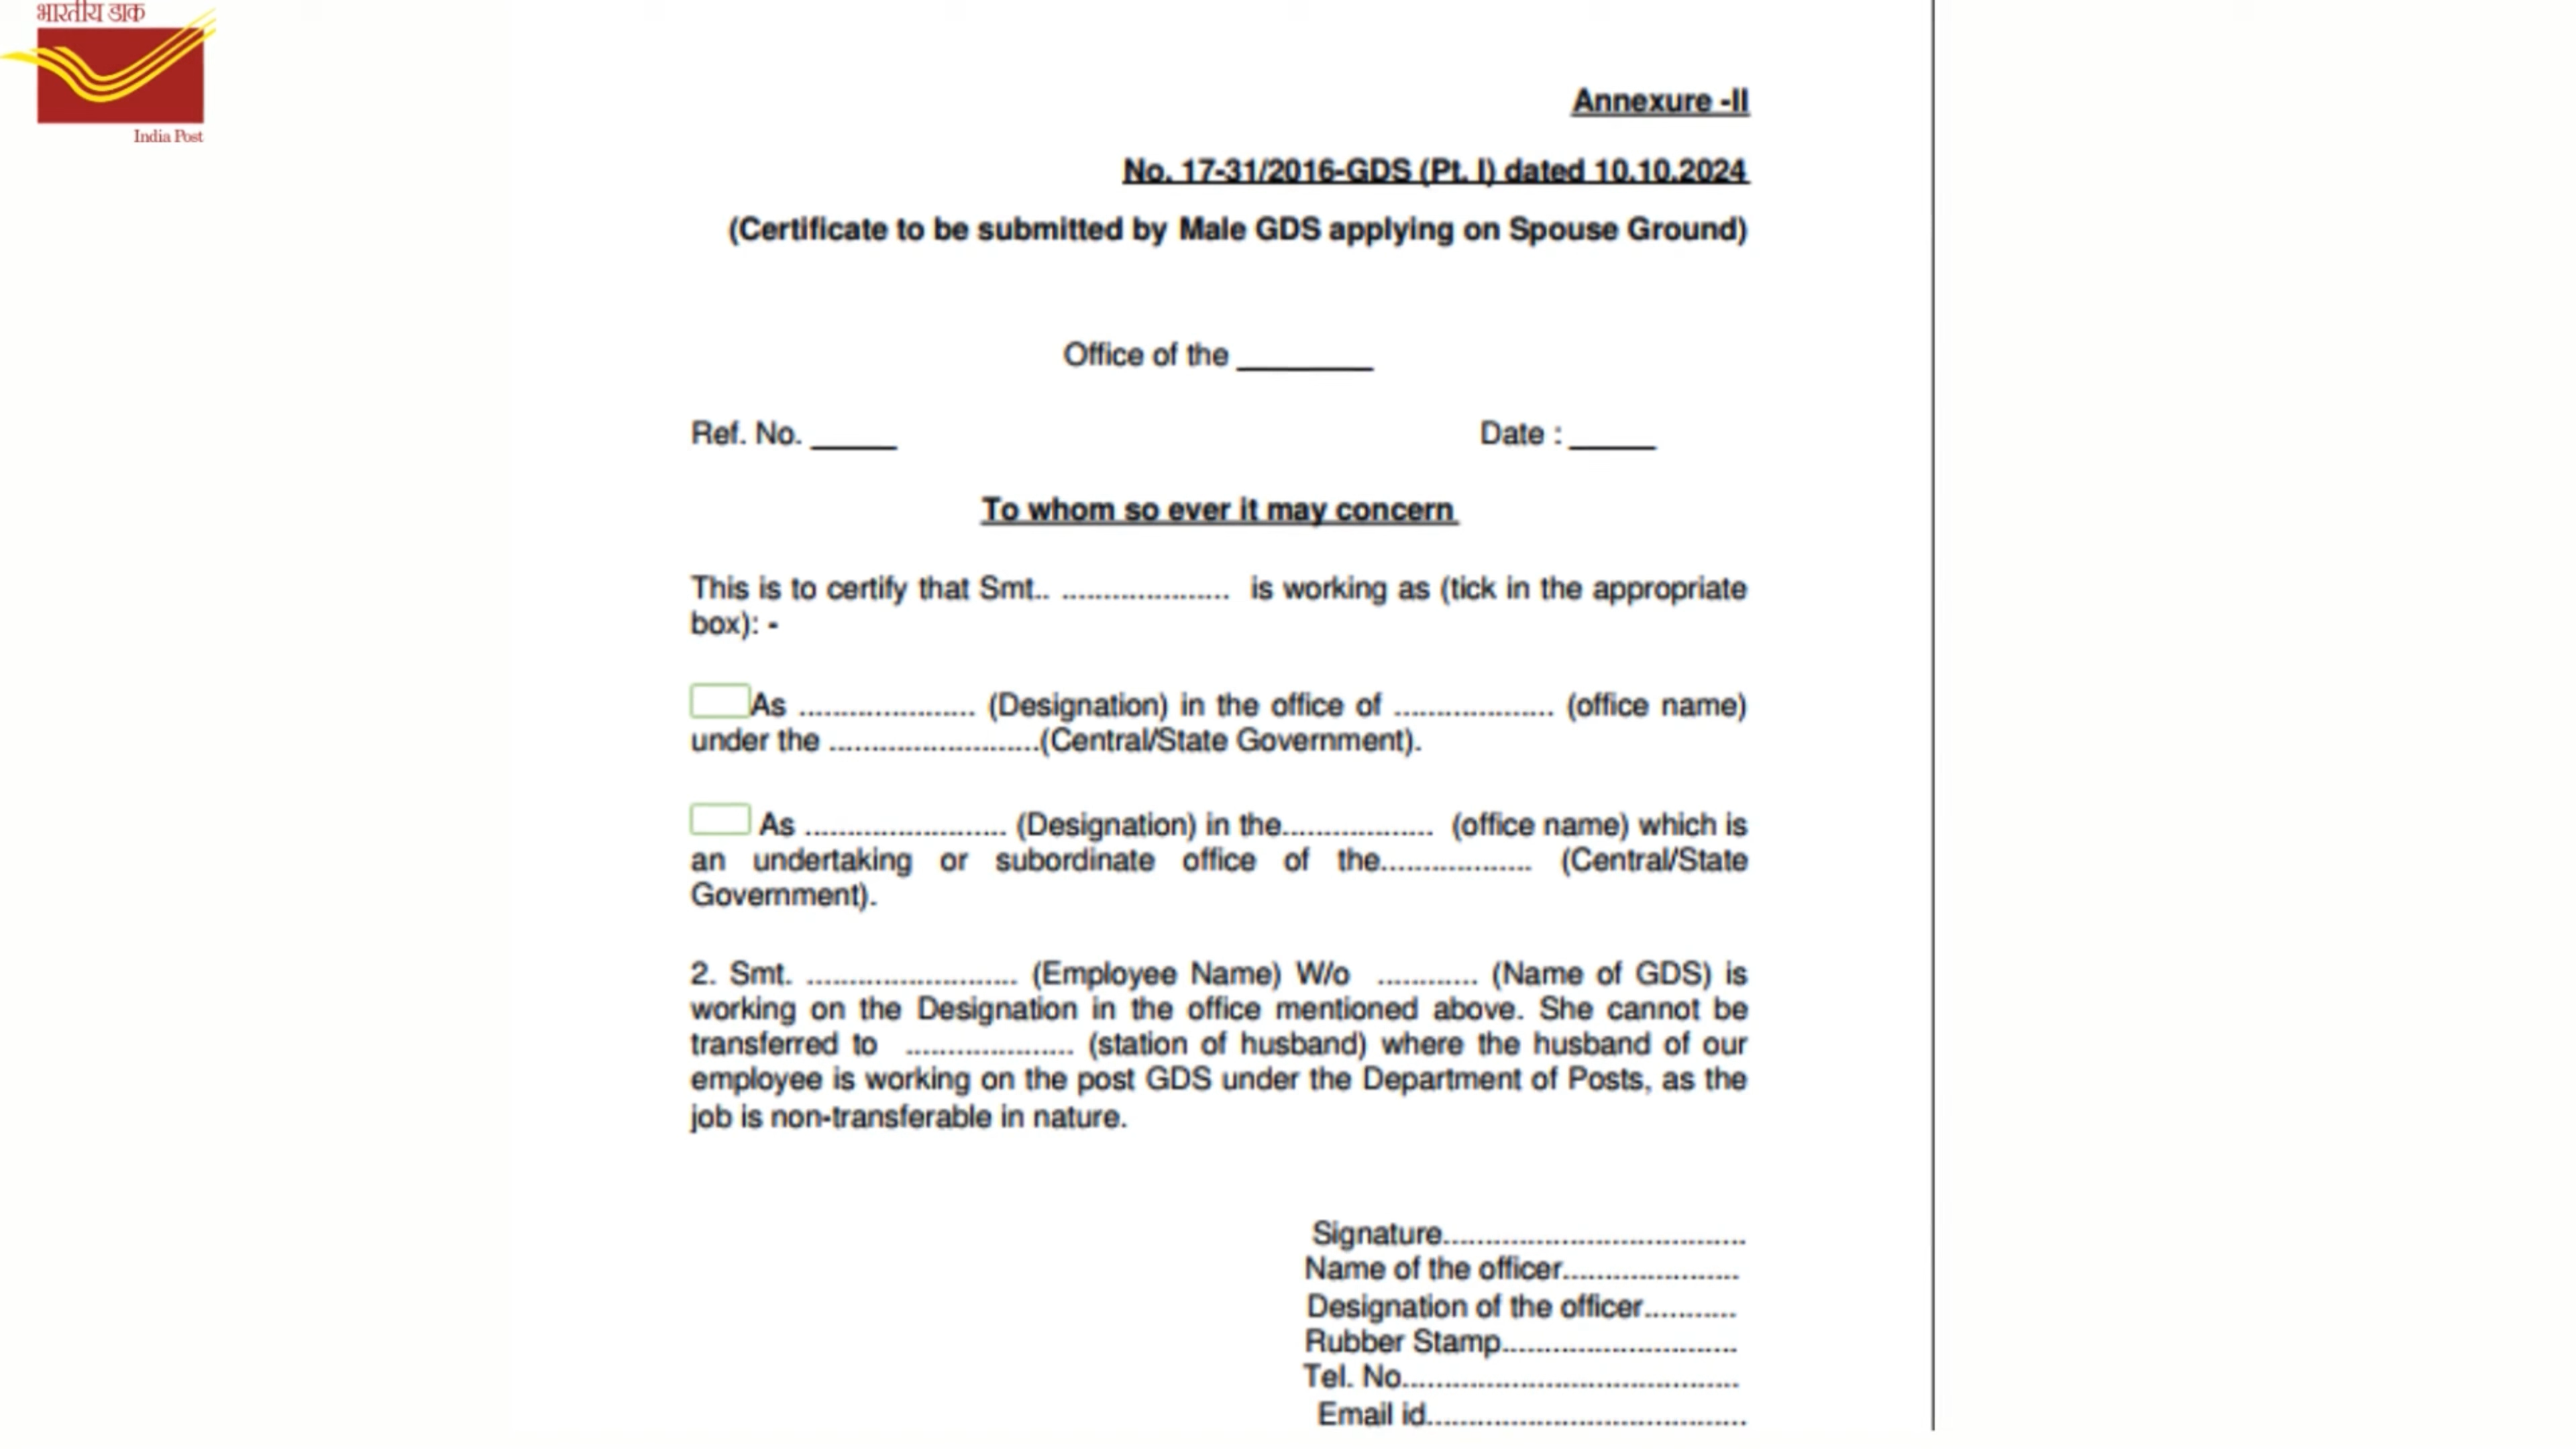 भारतीय डाक
India Post
Annexure -II
No. 17-31/2016-GDS (Pt. I) dated 10.10.2024
(Certificate to be submitted by Male GDS applying on Spouse Ground)
Office of the ________
Ref. No. _____ Date : _____
To whom so ever it may concern
This is to certify that Smt.. .................... is working as (tick in the appropriate
box): -
As ..................... (Designation) in the office of ................... (office name)
under the .........................(Central/State Government).
As ........................ (Designation) in the.................. (office name) which is
an undertaking or subordinate office of the.................. (Central/State
Government).
2. Smt. ......................... (Employee Name) W/o ............ (Name of GDS) is
working on the Designation in the office mentioned above. She cannot be
transferred to .................... (station of husband) where the husband of our
employee is working on the post GDS under the Department of Posts, as the
job is non-transferable in nature.
Signature....................................
Name of the officer.....................
Designation of the officer...........
Rubber Stamp............................
Tel. No........................................
Email id......................................